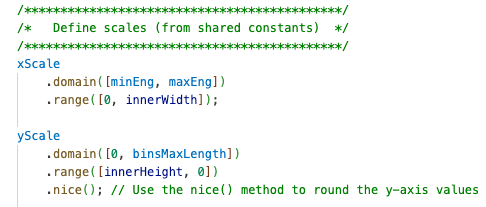 /********************************************/
/*   Define scales (from shared constants)  */
/********************************************/
xScale
    .domain([minEng, maxEng])
    .range([0, innerWidth]);

yScale
    .domain([0, binsMaxLength])
    .range([innerHeight, 0])
    .nice(); // Use the nice() method to round the y-axis values